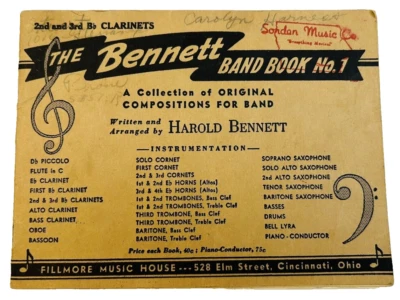 2nd and 3rd B♭ CLARINETS
Carolyn
Sondan Music Co.
THE Bennett
BAND BOOK No. 1
A Collection of ORIGINAL
COMPOSITIONS FOR BAND
Written and
Arranged by HAROLD BENNETT
INSTRUMENTATION
D♭ PICCOLO
FLUTE in C
E♭ CLARINET
FIRST B♭ CLARINET
2nd & 3rd B♭ CLARINETS
ALTO CLARINET
BASS CLARINET
OBOE
BASSOON
SOLO CORNET
FIRST CORNET
2nd & 3rd CORNETS
1st & 2nd E♭ HORNS (Altos)
3rd & 4th E♭ HORNS (Altos)
1st & 2nd TROMBONES, Bass Clef
1st & 2nd TROMBONES, Treble Clef
THIRD TROMBONE, Bass Clef
THIRD TROMBONE, Treble Clef
BARITONE, Bass Clef
BARITONE, Treble Clef
SOPRANO SAXOPHONE
SOLO ALTO SAXOPHONE
2nd ALTO SAXOPHONE
TENOR SAXOPHONE
BARITONE SAXOPHONE
BASSES
DRUMS
BELL LYRA
PIANO-CONDUCTOR
Price each Book, 40c: Piano-Conductor, 75c
FILLMORE MUSIC HOUSE --- 528 Elm Street, Cincinnati, Ohio